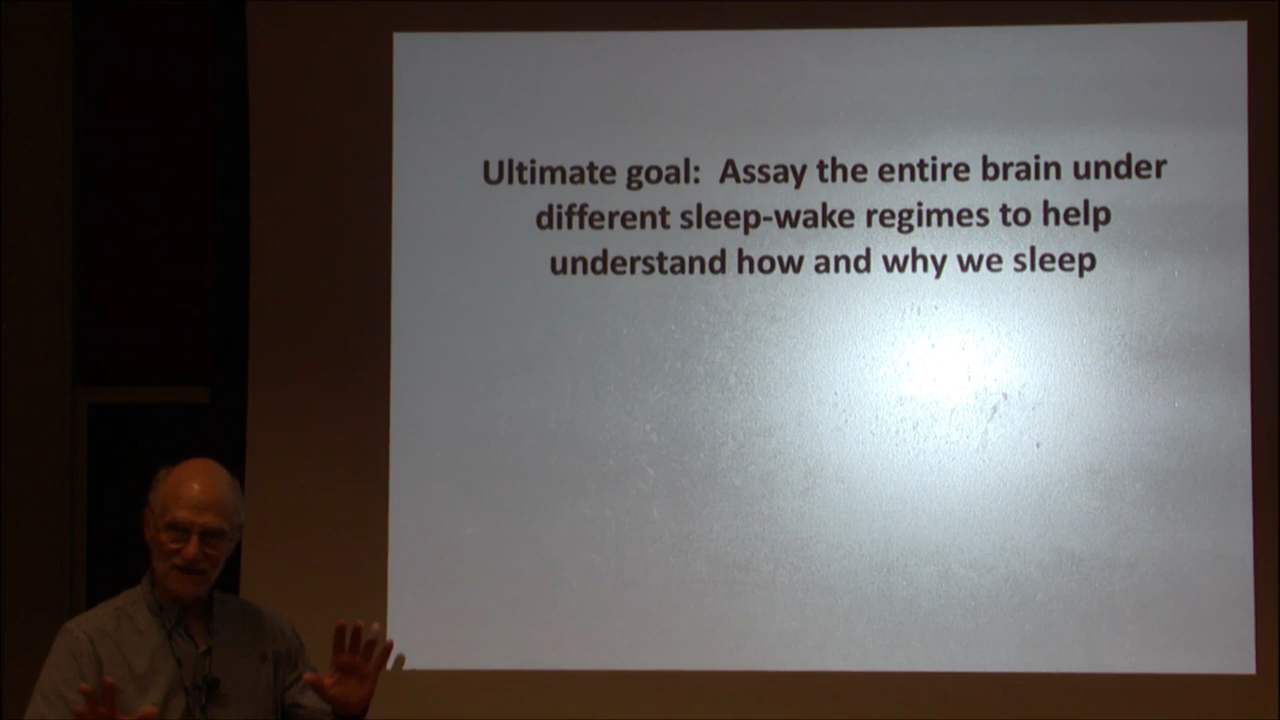 Ultimate goal:  Assay the entire brain under
different sleep-wake regimes to help
understand how and why we sleep